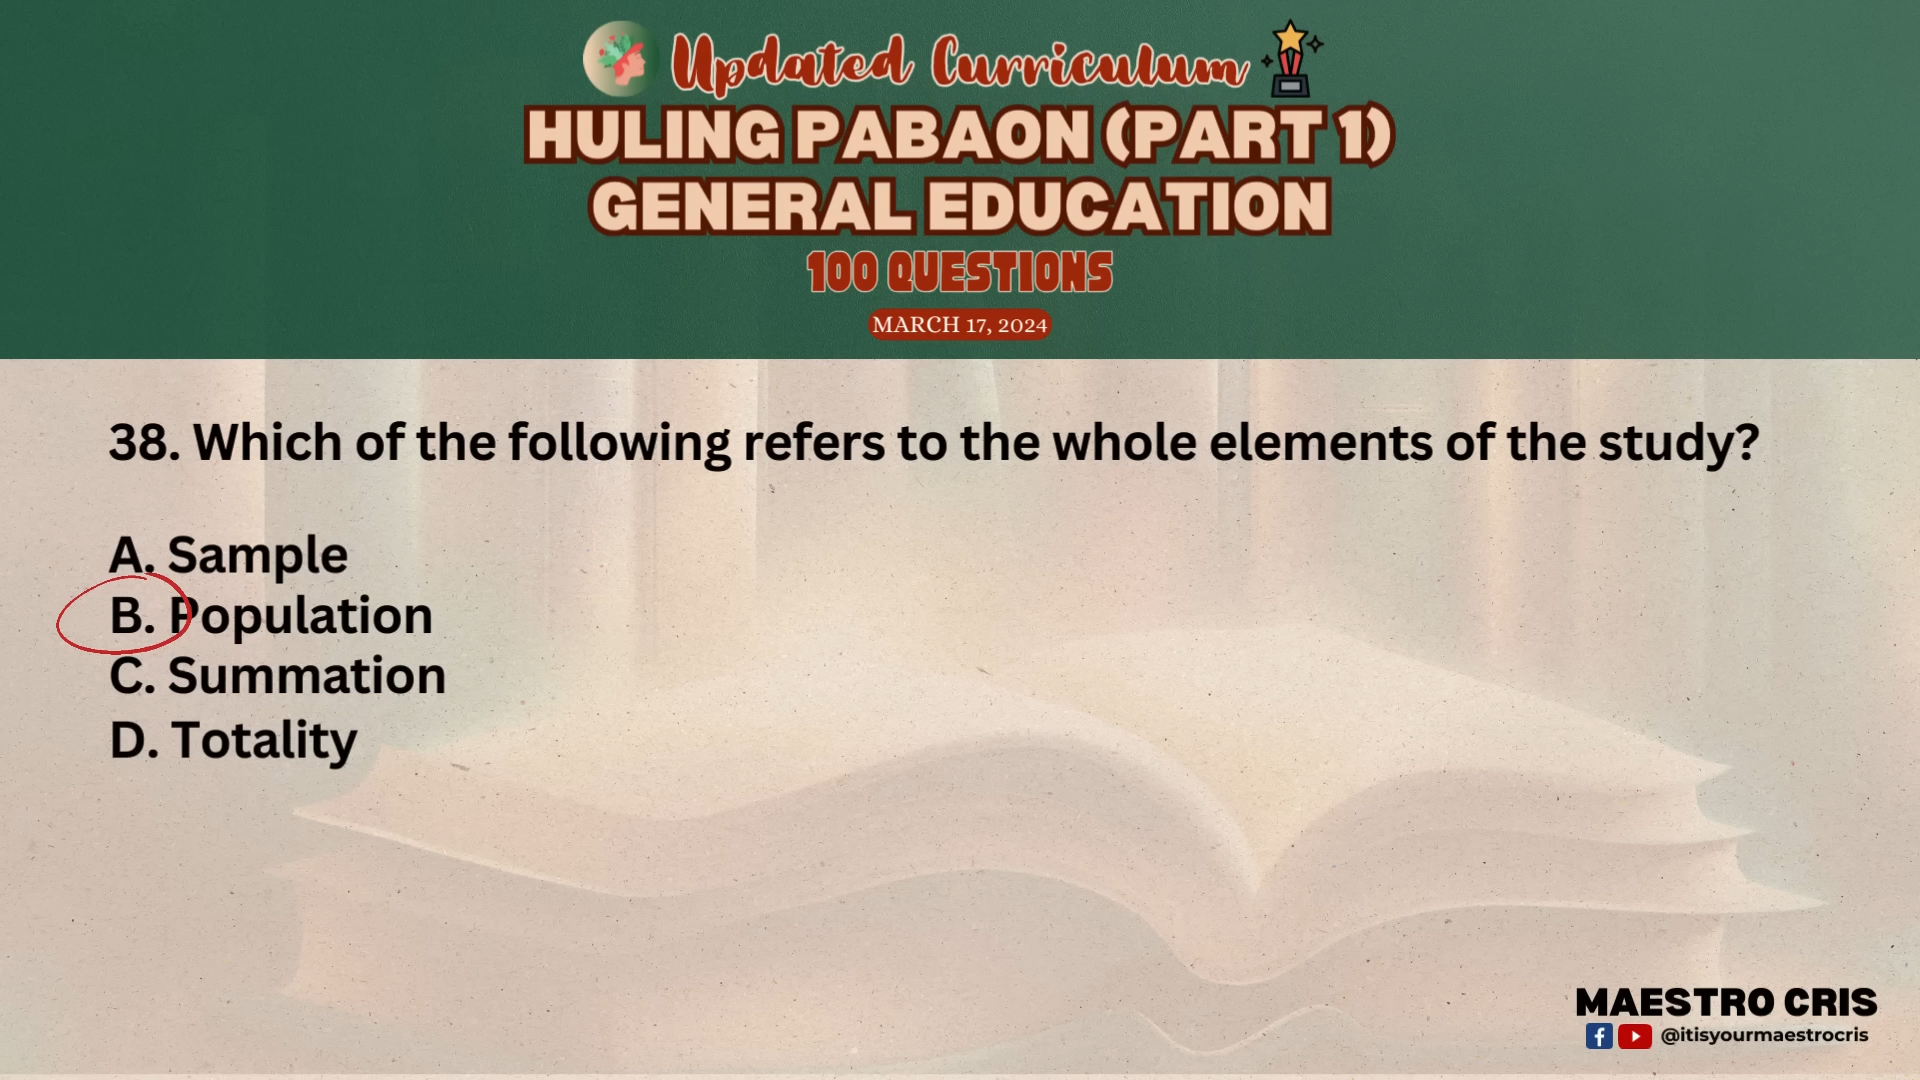 Updated Curriculum
HULING PABAON (PART 1)
GENERAL EDUCATION
100 QUESTIONS
MARCH 17, 2024
38. Which of the following refers to the whole elements of the study?
A. Sample
B. Population
C. Summation
D. Totality
MAESTRO CRIS
@itisyourmaestrocris